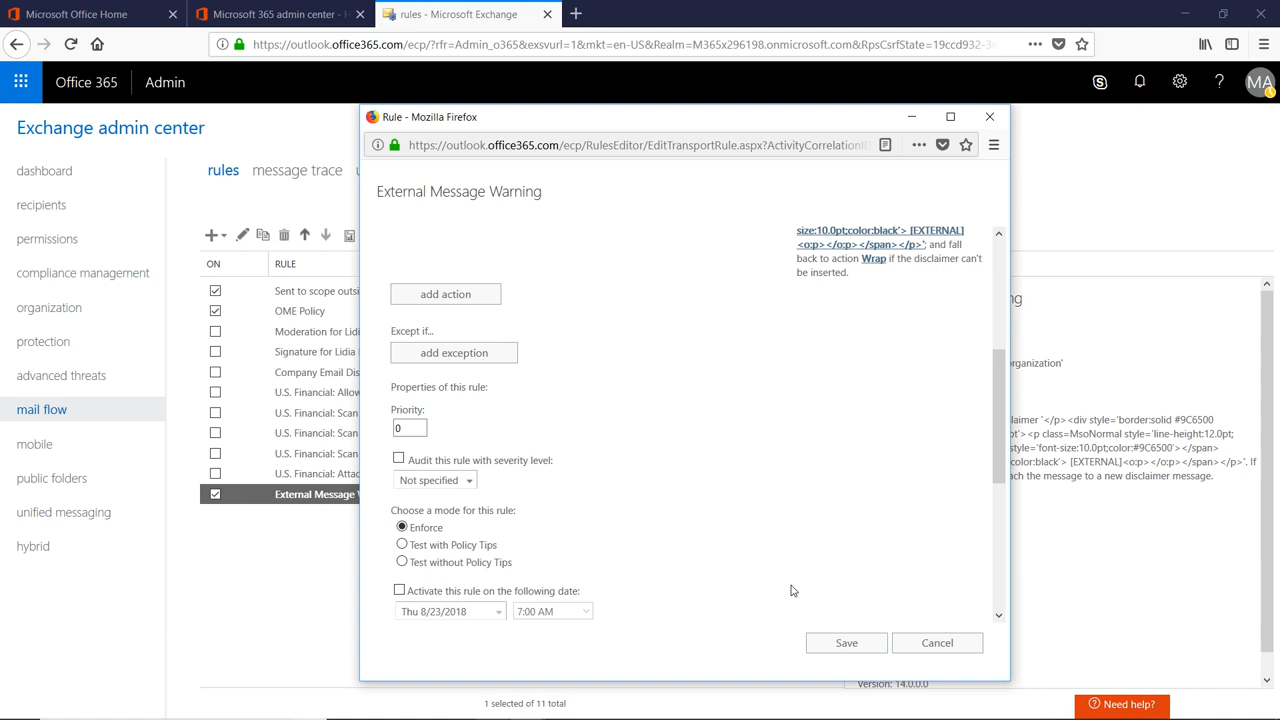 Microsoft Office Home
Microsoft 365 admin center -
rules - Microsoft Exchange
https://outlook.office365.com/ecp/?rfr=Admin_o365&exsvurl=1&mkt=en-US&Realm=M365x296198.onmicrosoft.com&RpsCsrfState=19ccd932-3
Office 365
Admin
MA
Exchange admin center
dashboard
recipients
permissions
compliance management
organization
protection
advanced threats
mail flow
mobile
public folders
unified messaging
hybrid
rules
message trace
ON
RULE
Sent to scope outsi
OME Policy
Moderation for Lidia
Signature for Lidia
Company Email Dis
U.S. Financial: Allow
U.S. Financial: Scan
U.S. Financial: Scan
U.S. Financial: Scan
U.S. Financial: Attac
External Message
Rule - Mozilla Firefox
https://outlook.office365.com/ecp/RulesEditor/EditTransportRule.aspx?ActivityCorrelationI
External Message Warning
size:10.0pt;color:black'> [EXTERNAL]
<o:p></o:p></span></p>'; and fall
back to action Wrap if the disclaimer can't
be inserted.
add action
Except if...
add exception
Properties of this rule:
Priority:
0
Audit this rule with severity level:
Not specified
Choose a mode for this rule:
Enforce
Test with Policy Tips
Test without Policy Tips
Activate this rule on the following date:
Thu 8/23/2018
7:00 AM
Save
Cancel
ng
organization'
laimer '</p><div style='border:solid #9C6500
pt'><p class=MsoNormal style='line-height:12.0pt;
style='font-size:10.0pt;color:#9C6500'></span>
color:black'> [EXTERNAL]<o:p></o:p></span></p>'. If
ach the message to a new disclaimer message.
Version: 14.0.0.0
1 selected of 11 total
Need help?